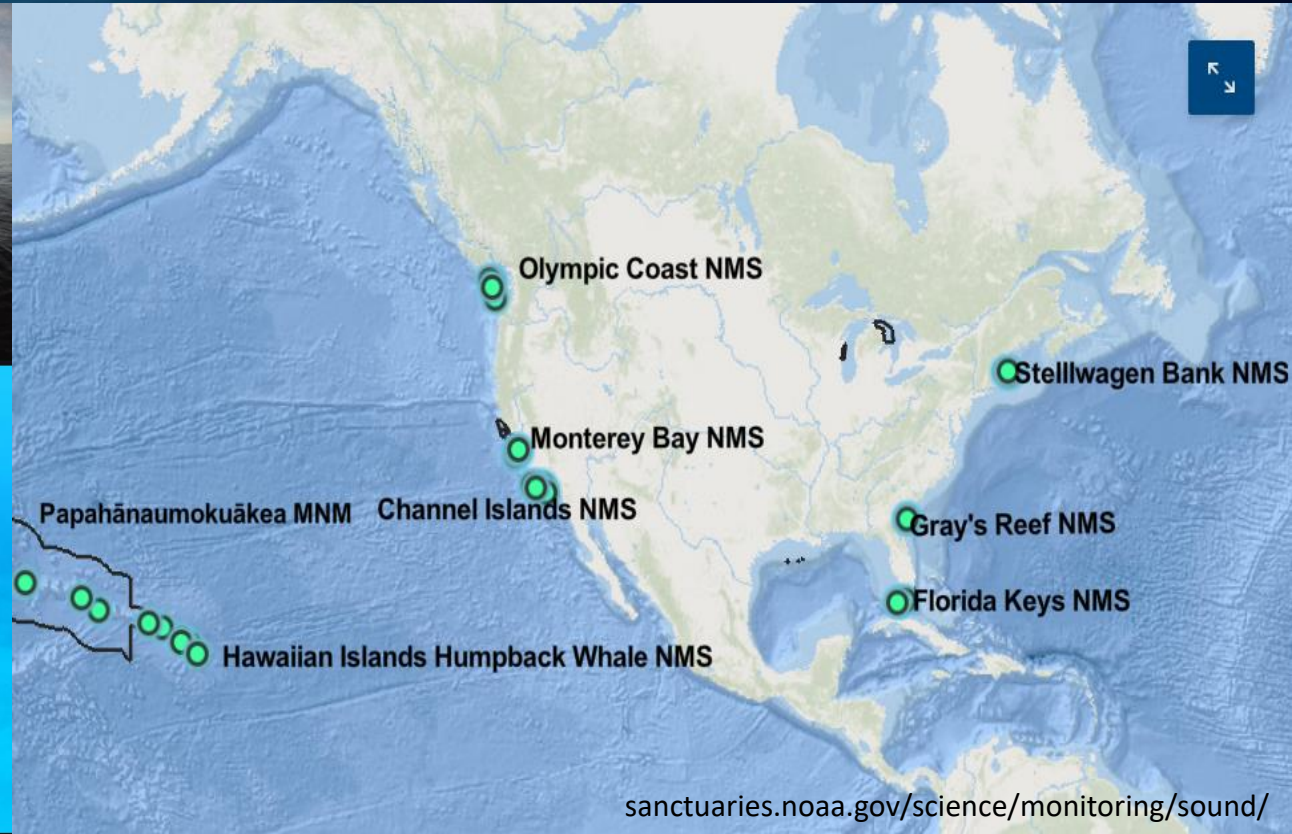 Olympic Coast NMS
Stelllwagen Bank NMS
Monterey Bay NMS
Papahānaumokuākea MNM
Channel Islands NMS
Gray's Reef NMS
Florida Keys NMS
Hawaiian Islands Humpback Whale NMS
sanctuaries.noaa.gov/science/monitoring/sound/